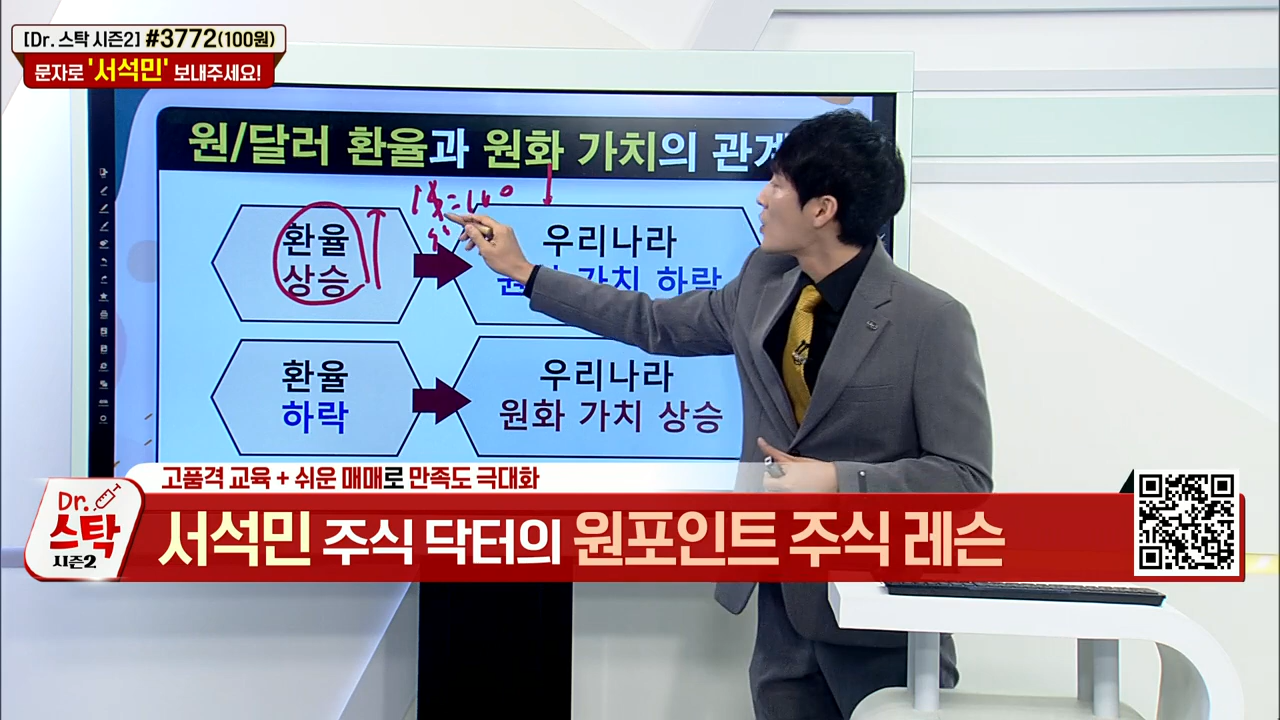 [Dr. 스탁 시즌2] #3772(100원)
문자로 '서석민' 보내주세요!
원/달러 환율과 원화 가치의 관계
환율
상승
우리나라
가치 하락
환율
하락
우리나라
원화 가치 상승
고품격 교육 + 쉬운 매매로 만족도 극대화
Dr.
스탁
시즌2
서석민 주식 닥터의 원포인트 주식 레슨